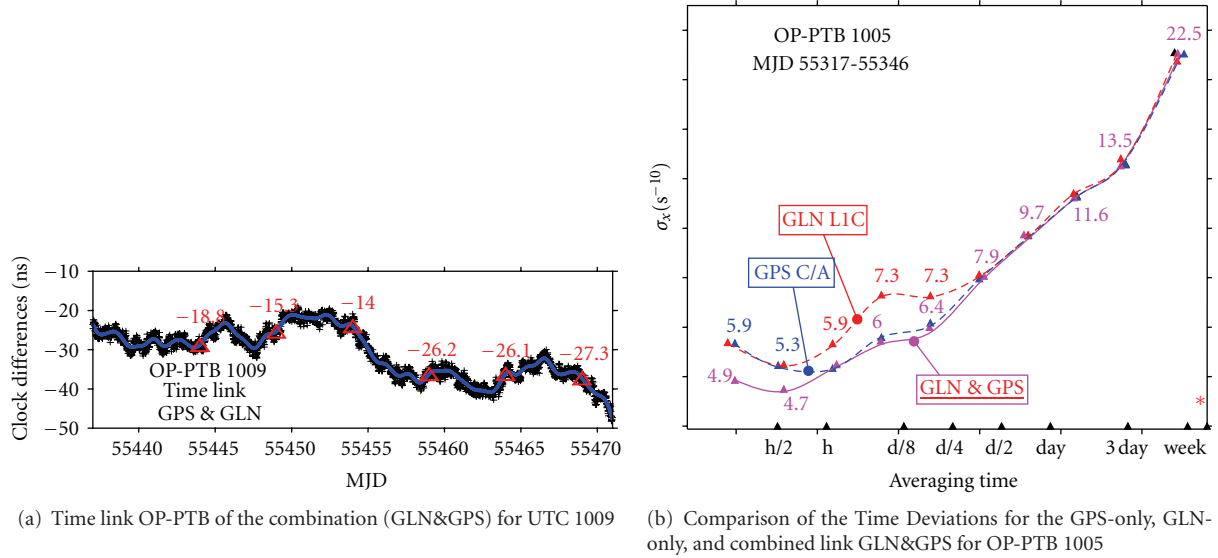 Clock differences (ns)
−10
−20
−30
−40
−50
−18.8
−15.3
−14
−26.2
−26.1
−27.3
OP-PTB 1009
Time link
GPS & GLN
55440
55450
55455
55460
55465
55470
MJD
(a) Time link OP-PTB of the combination (GLN&GPS) for UTC 1009
σx(s−10)
OP-PTB 1005
MJD 55317-55346
22.5
13.5
11.6
9.7
7.9
7.3
7.3
6.4
6
5.9
5.9
5.3
4.9
4.7
GLN L1C
GPS C/A
GLN & GPS
*
h/2
h
d/8
d/4
d/2
day
3 day
week
Averaging time
(b) Comparison of the Time Deviations for the GPS-only, GLN-
only, and combined link GLN&GPS for OP-PTB 1005